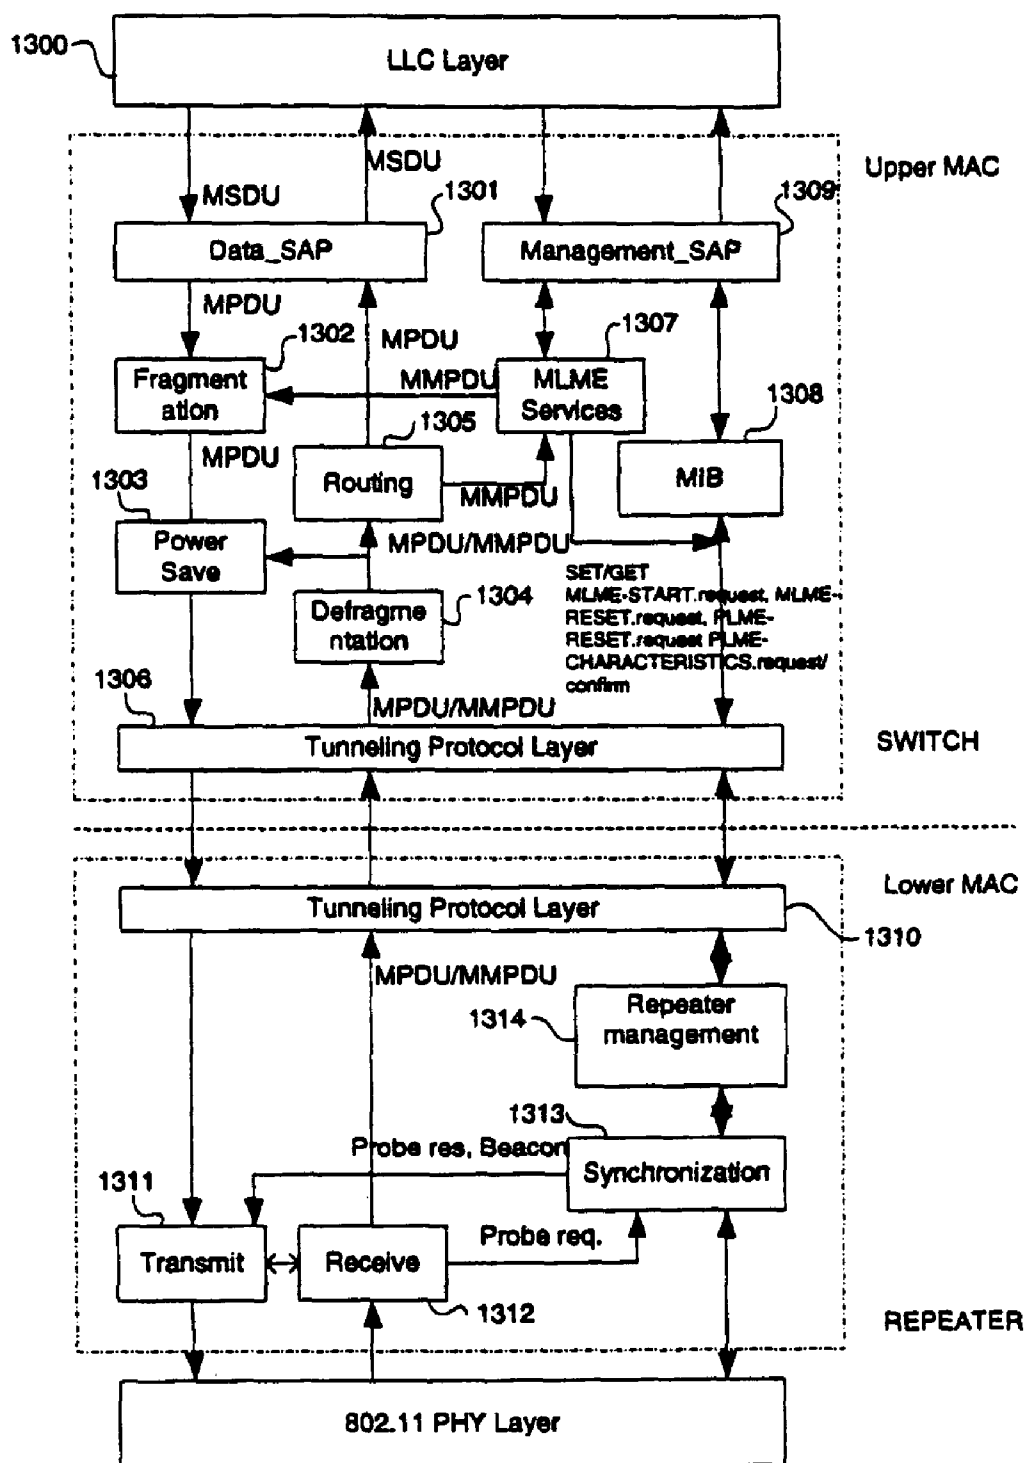 1300
LLC Layer
MSDU
Upper MAC
MSDU
1301
1309
Data_SAP
Management_SAP
MPDU
1302
MPDU
1307
Fragment
ation
MMPDU
MLME
Services
1308
1305
MPDU
1303
Routing
MMPDU
MIB
Power
Save
MPDU/MMPDU
SET/GET
MLME-START.request, MLME-
RESET.request, PLME-
RESET.request PLME-
CHARACTERISTICS.request/
confirm
Defragme
ntation
1304
1306
MPDU/MMPDU
Tunneling Protocol Layer
SWITCH
Lower MAC
Tunneling Protocol Layer
1310
MPDU/MMPDU
Repeater
management
1314
1313
Probe res, Beacon
Synchronization
1311
Transmit
Receive
Probe req.
1312
REPEATER
802.11 PHY Layer